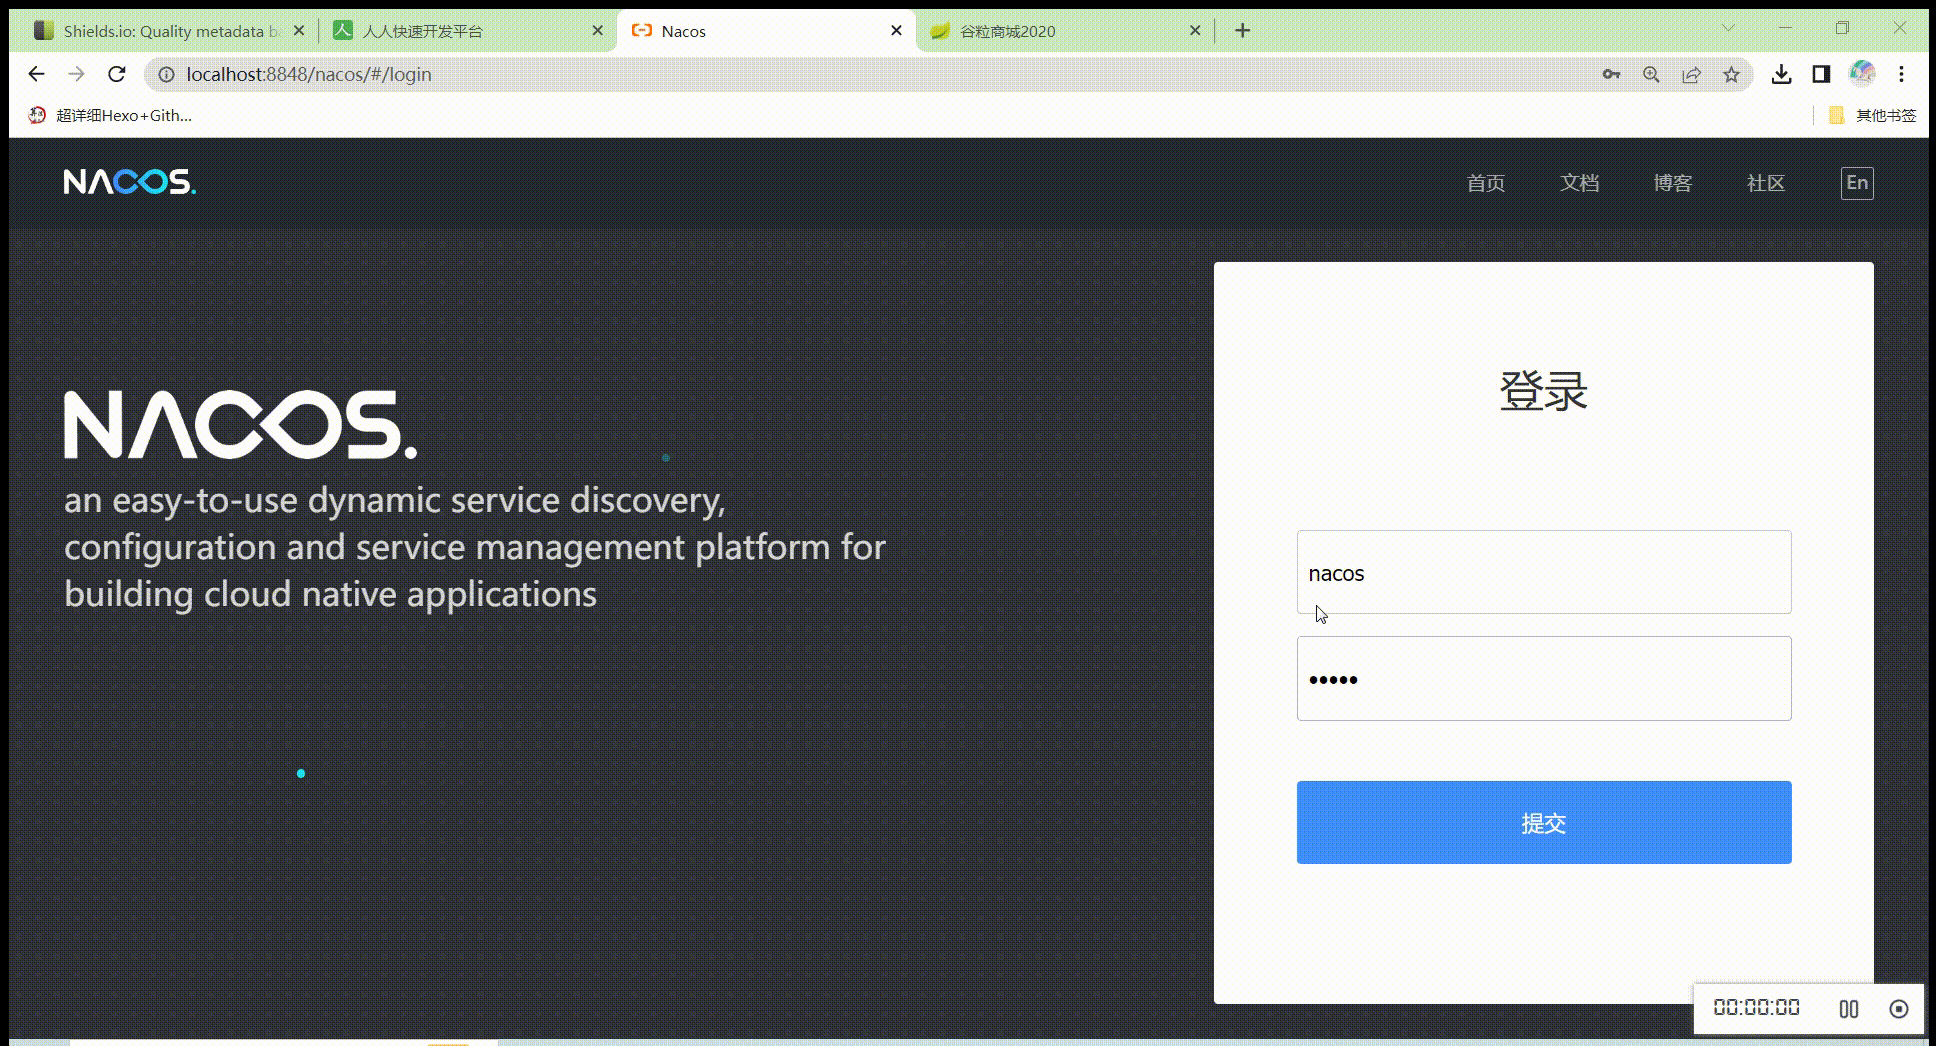 Shields.io: Quality metadata ba
人人快速开发平台
Nacos
谷粒商城2020
localhost:8848/nacos/#/login
超详细Hexo+Gith...
其他书签
NACOS.
首页
文档
博客
社区
En
登录
NACOS.
an easy-to-use dynamic service discovery,
configuration and service management platform for
building cloud native applications
nacos
•••••
提交
00:00:00